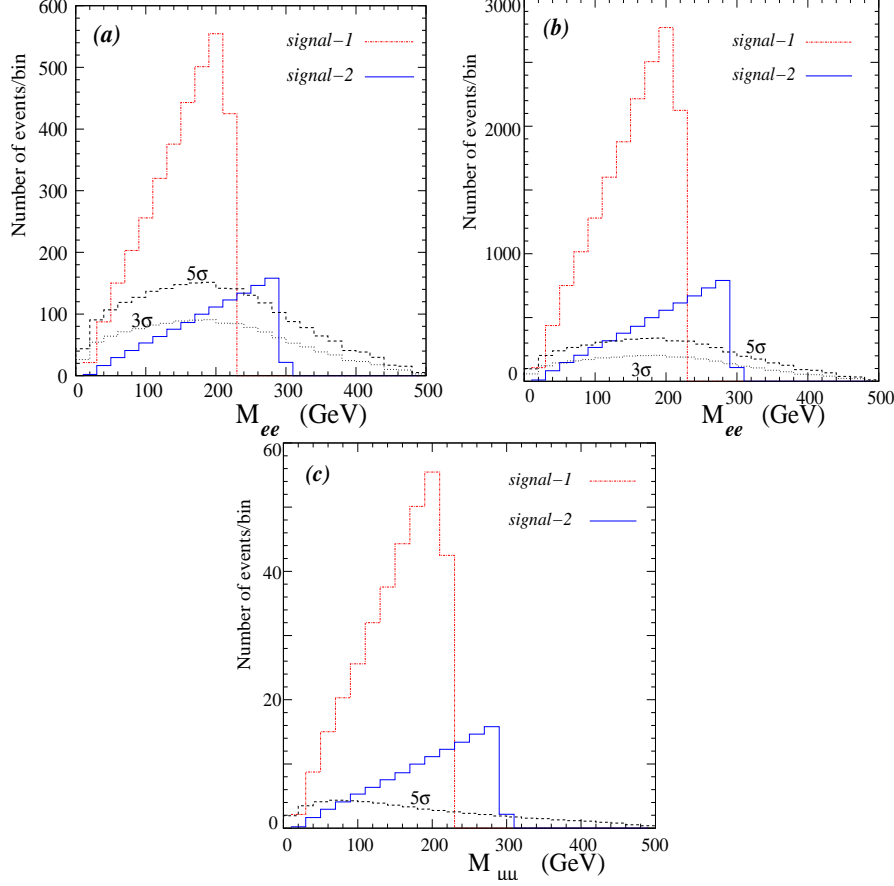 (a)
signal−1
signal−2
5σ
3σ
Number of events/bin
600
500
400
300
200
100
0
0 100 200 300 400 500
M ee (GeV)
(b)
signal−1
signal−2
5σ
3σ
Number of events/bin
3000
2000
1000
0
0 100 200 300 400 500
M ee (GeV)
(c)
signal−1
signal−2
5σ
Number of events/bin
60
40
20
0
0 100 200 300 400 500
M μμ (GeV)